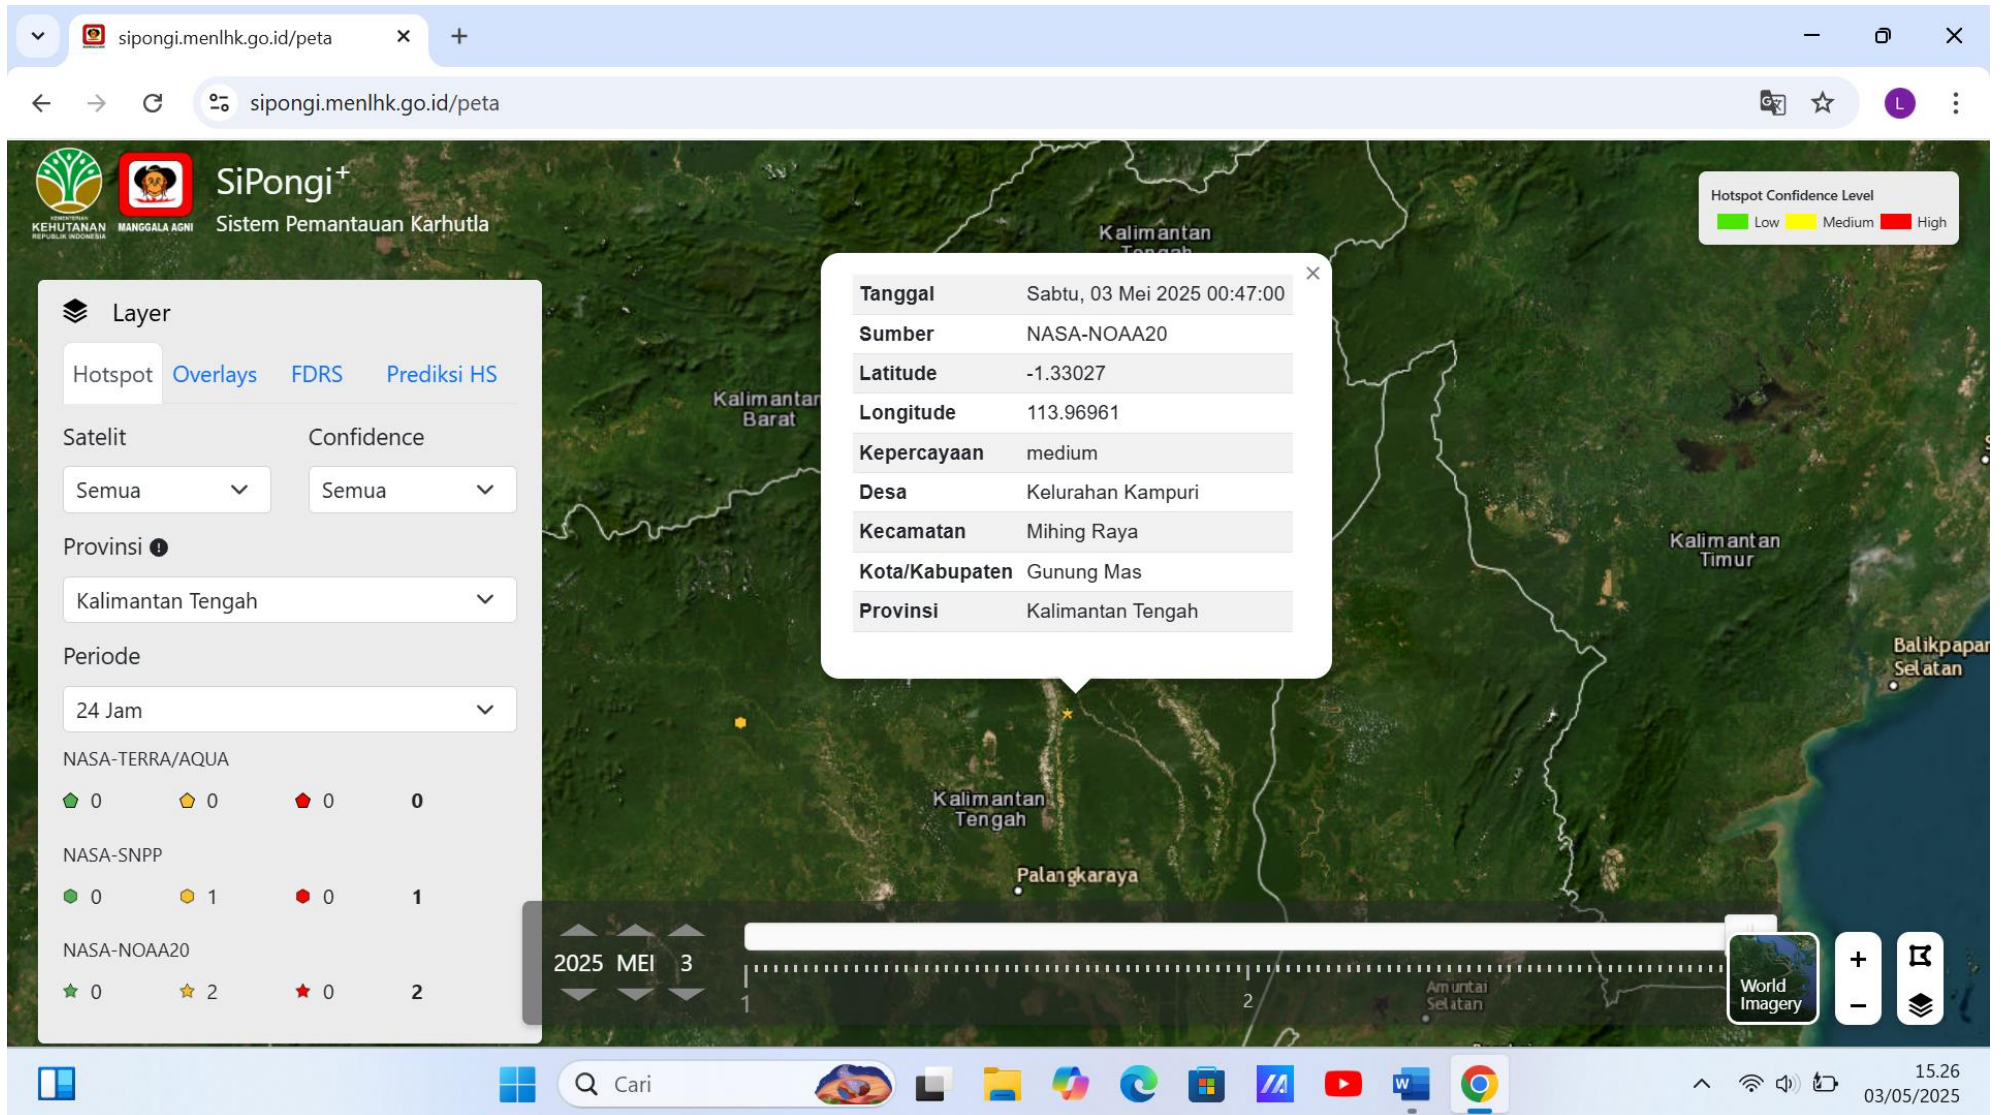 sipongi.menlhk.go.id/peta
sipongi.menlhk.go.id/peta
L
KEMENTERIAN
KEHUTANAN
REPUBLIK INDONESIA
MANGGALA AGNI
SiPongi+
Sistem Pemantauan Karhutla
Hotspot Confidence Level
Low Medium High
Layer
Hotspot Overlays FDRS Prediksi HS
Satelit Confidence
Semua Semua
Provinsi
Kalimantan Tengah
Periode
24 Jam
NASA-TERRA/AQUA
0 0 0 0
NASA-SNPP
0 1 0 1
NASA-NOAA20
0 2 0 2
Kalimantan
Tengah
Tanggal Sabtu, 03 Mei 2025 00:47:00
Sumber NASA-NOAA20
Latitude -1.33027
Longitude 113.96961
Kepercayaan medium
Desa Kelurahan Kampuri
Kecamatan Mihing Raya
Kota/Kabupaten Gunung Mas
Provinsi Kalimantan Tengah
Kalimantan
Barat
Kalimantan
Timur
Balikpapan
Selatan
Kalimantan
Tengah
Palangkaraya
2025 MEI 3
1 2
Amuntai
Selatan
World
Imagery
Cari
15.26
03/05/2025